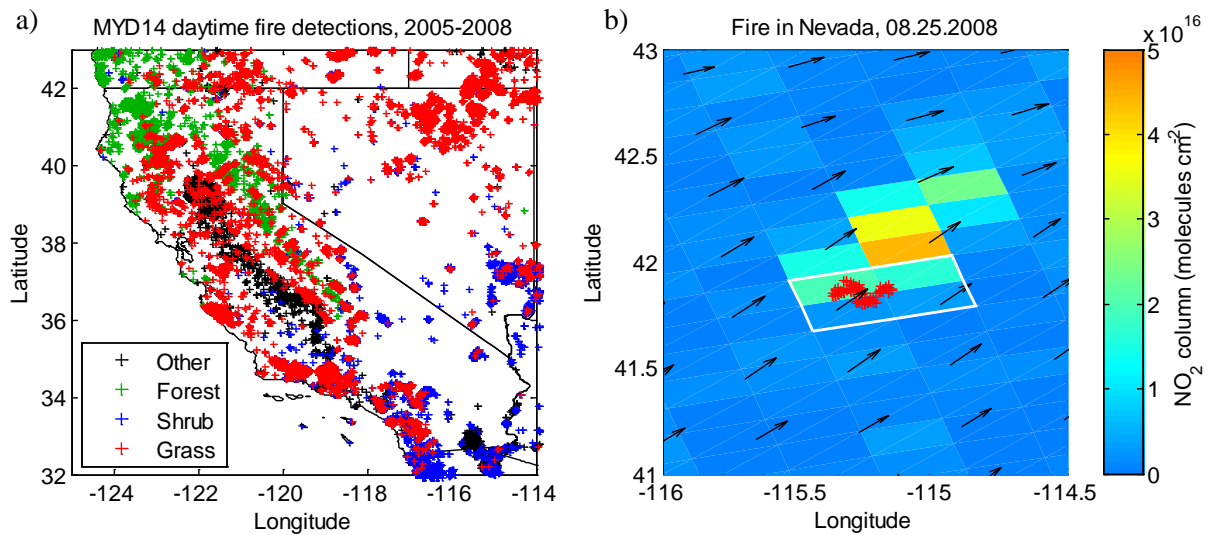 a)
MYD14 daytime fire detections, 2005-2008
42
40
38
36
34
32
Latitude
Other
Forest
Shrub
Grass
-124 -122 -120 -118 -116 -114
Longitude
b)
Fire in Nevada, 08.25.2008
43
42.5
42
41.5
41
Latitude
-116 -115.5 -115 -114.5
Longitude
x 10^16
5
4
3
2
1
0
NO2 column (molecules cm-2)